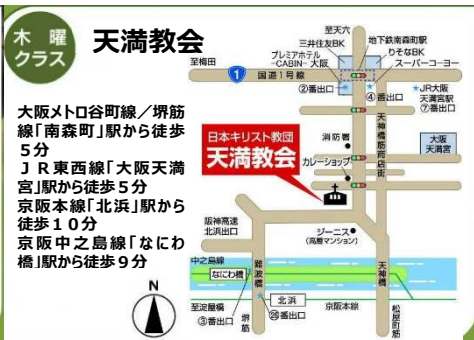 木曜
クラス
天満教会
大阪メトロ谷町線／堺筋
線「南森町」駅から徒歩
5分
ＪＲ東西線「大阪天満
宮」駅から徒歩５分
京阪本線「北浜」駅から
徒歩１０分
京阪中之島線「なにわ
橋」駅から徒歩９分
至天六
三井住友BK
地下鉄南森町駅
りそなBK
プレミアホテル
-CABIN- 大阪
スーパーコーヨー
至梅田
1
国道1号線
②番出口
④番出口
JR大阪
天満宮駅
⑦番出口
日本キリスト教団
天満教会
消防署
カレーショップ
天神橋筋商店街
大阪
天満宮
阪神高速
北浜出口
ジーニス
(高層マンション)
中之島線
なにわ橋
難波橋
天神橋
N
至淀屋橋
北浜
京阪本線
③番出口
堺筋
㉖番出口
松屋町筋